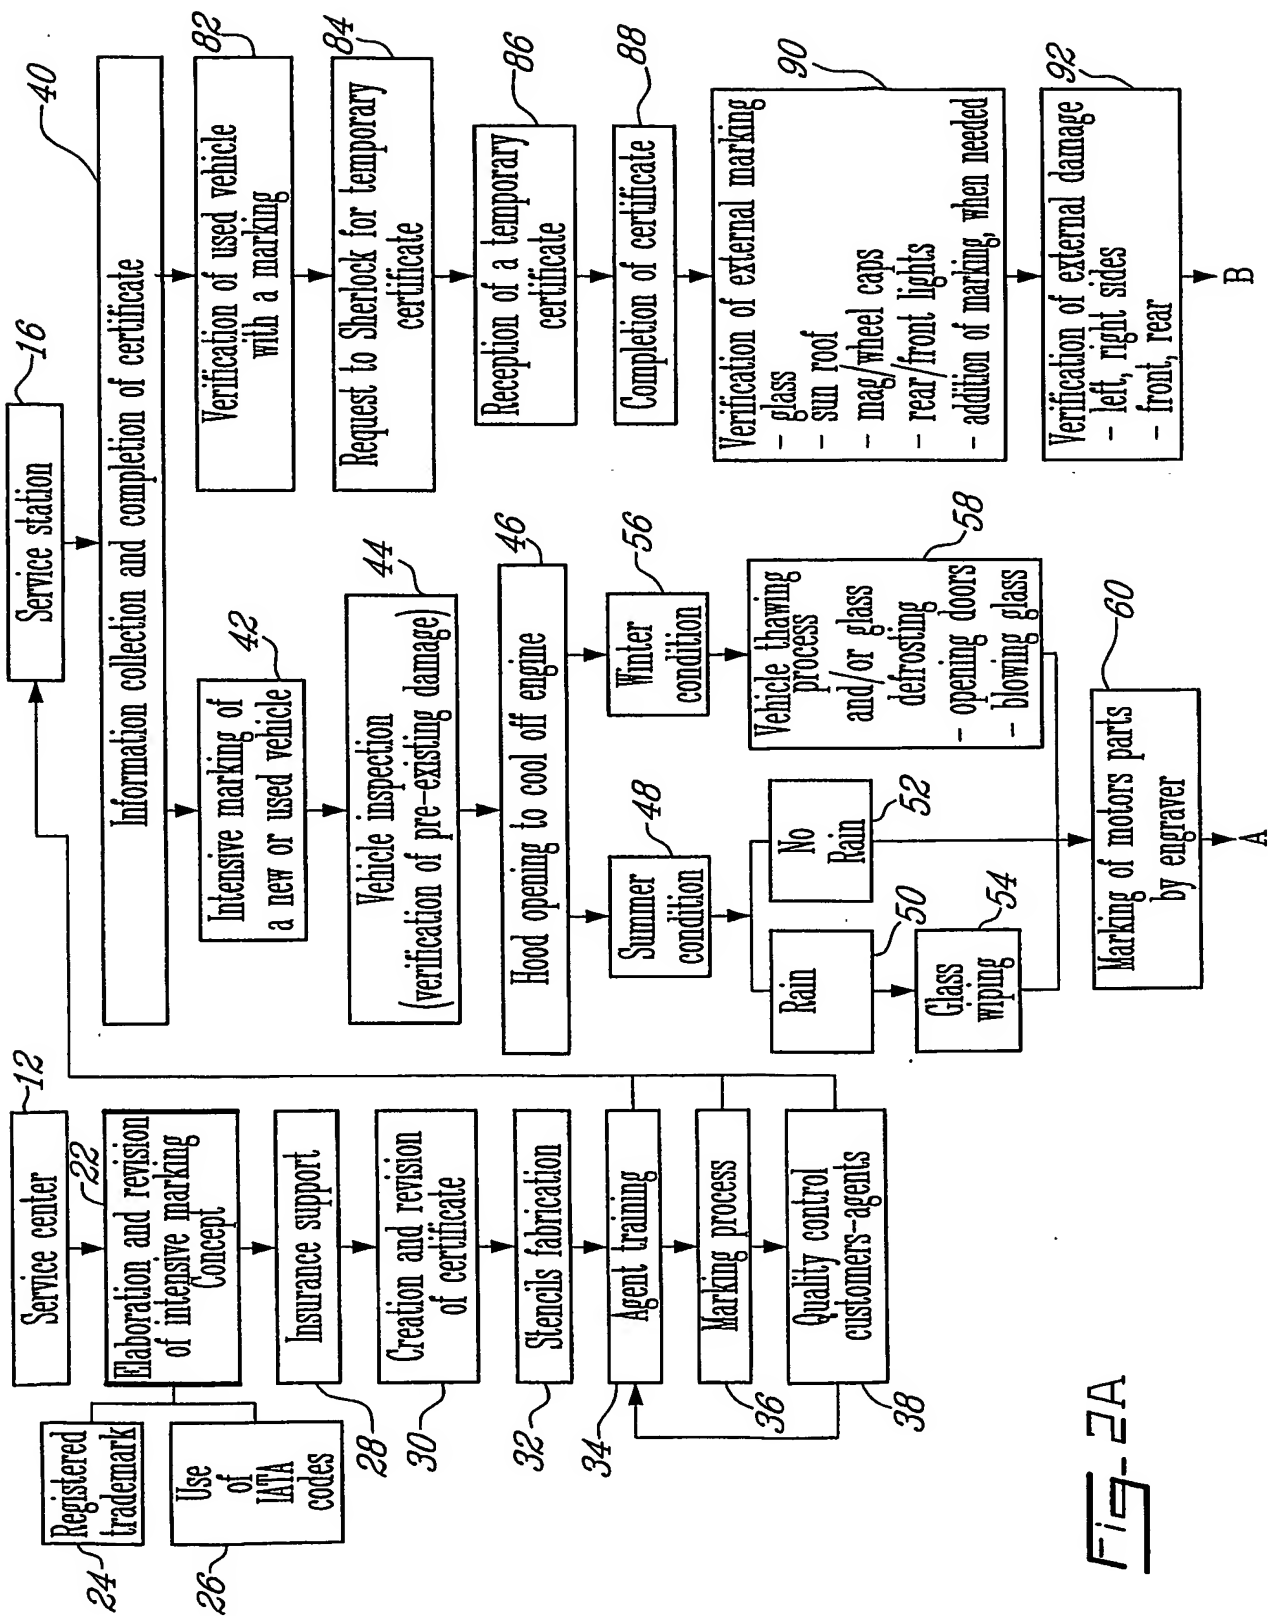 Service center
12
22
Elaboration and revision
of intensive marking
Concept
Registered
trademark
24
Use
of
IATA
codes
26
Insurance support
28
Creation and revision
of certificate
30
Stencils fabrication
32
Agent training
34
Marking process
36
Quality control
customers-agents
38
Service station
16
Information collection and completion of certificate
40
Intensive marking of
a new or used vehicle
42
Vehicle inspection
(verification of pre-existing damage)
44
Hood opening to cool off engine
46
Summer
condition
48
Winter
condition
56
Rain
50
No
Rain
52
Glass
wiping
54
Vehicle thawing
process
and/or glass
defrosting
- opening doors
- blowing glass
58
Marking of motors parts
by engraver
60
A
Verification of used vehicle
with a marking
82
Request to Sherlock for temporary
certificate
84
Reception of a temporary
certificate
86
Completion of certificate
88
Verification of external marking
- glass
- sun roof
- mag/wheel caps
- rear/front lights
- addition of marking, when needed
90
Verification of external damage
- left, right sides
- front, rear
92
B
Fig-2A